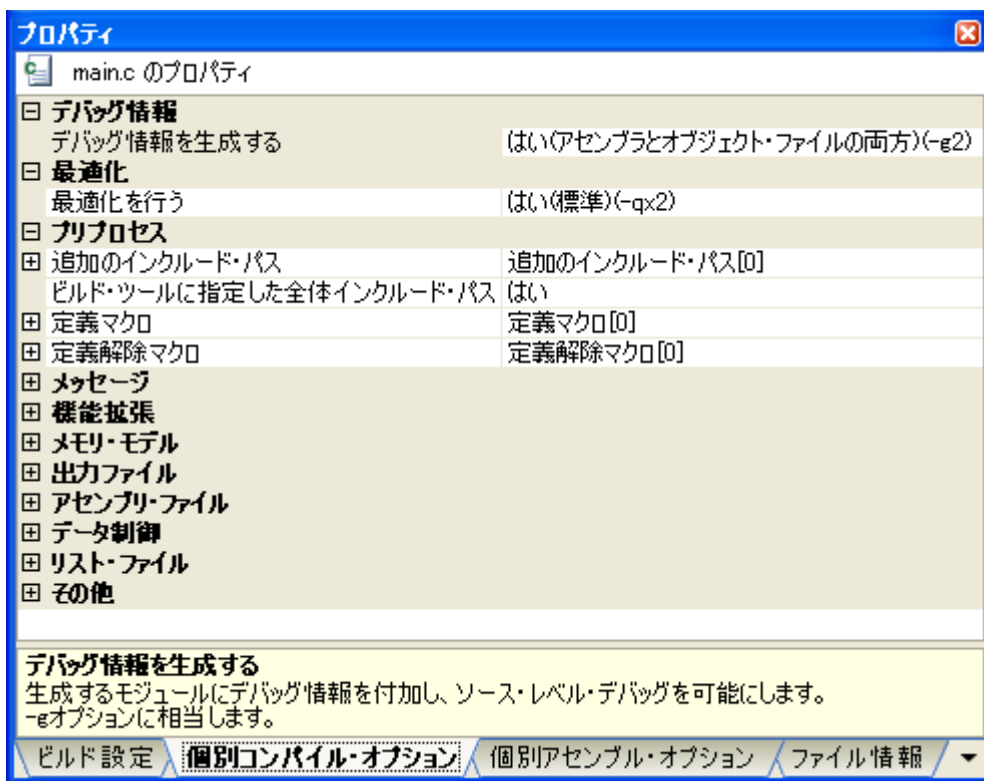 プロパティ
main.c のプロパティ
デバッグ情報
デバッグ情報を生成する はい(アセンブラとオブジェクト・ファイルの両方)(-g2)
最適化
最適化を行う はい(標準)(-qx2)
プリプロセス
追加のインクルード・パス 追加のインクルード・パス[0]
ビルド・ツールに指定した全体インクルード・パス はい
定義マクロ 定義マクロ[0]
定義解除マクロ 定義解除マクロ[0]
メッセージ
機能拡張
メモリ・モデル
出力ファイル
アセンブリ・ファイル
データ制御
リスト・ファイル
その他
デバッグ情報を生成する
生成するモジュールにデバッグ情報を付加し、ソース・レベル・デバッグを可能にします。
-gオプションに相当します。
ビルド設定 個別コンパイル・オプション 個別アセンブル・オプション ファイル情報